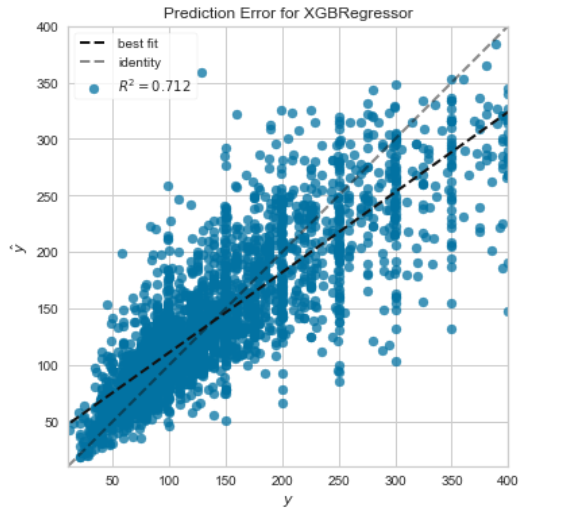 Prediction Error for XGBRegressor
best fit
identity
R² = 0.712
400
350
300
250
200
150
100
50
ŷ
50 100 150 200 250 300 350 400
y